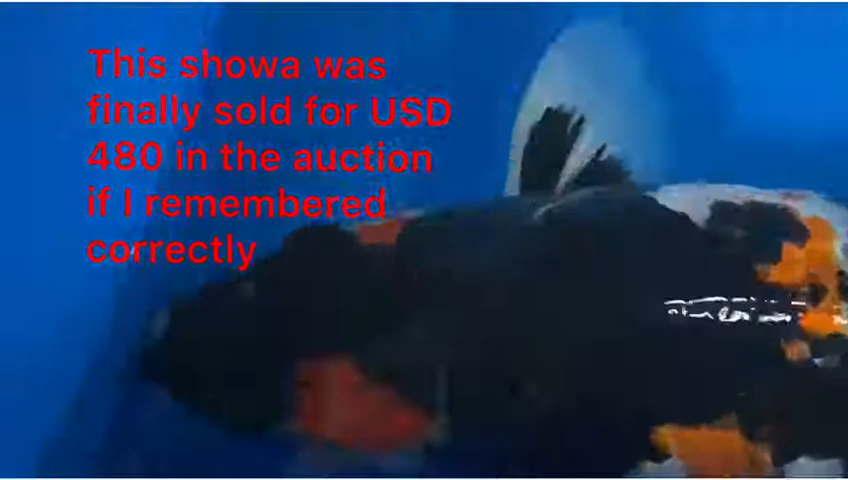 This showa was
finally sold for USD
480 in the auction
if I remembered
correctly